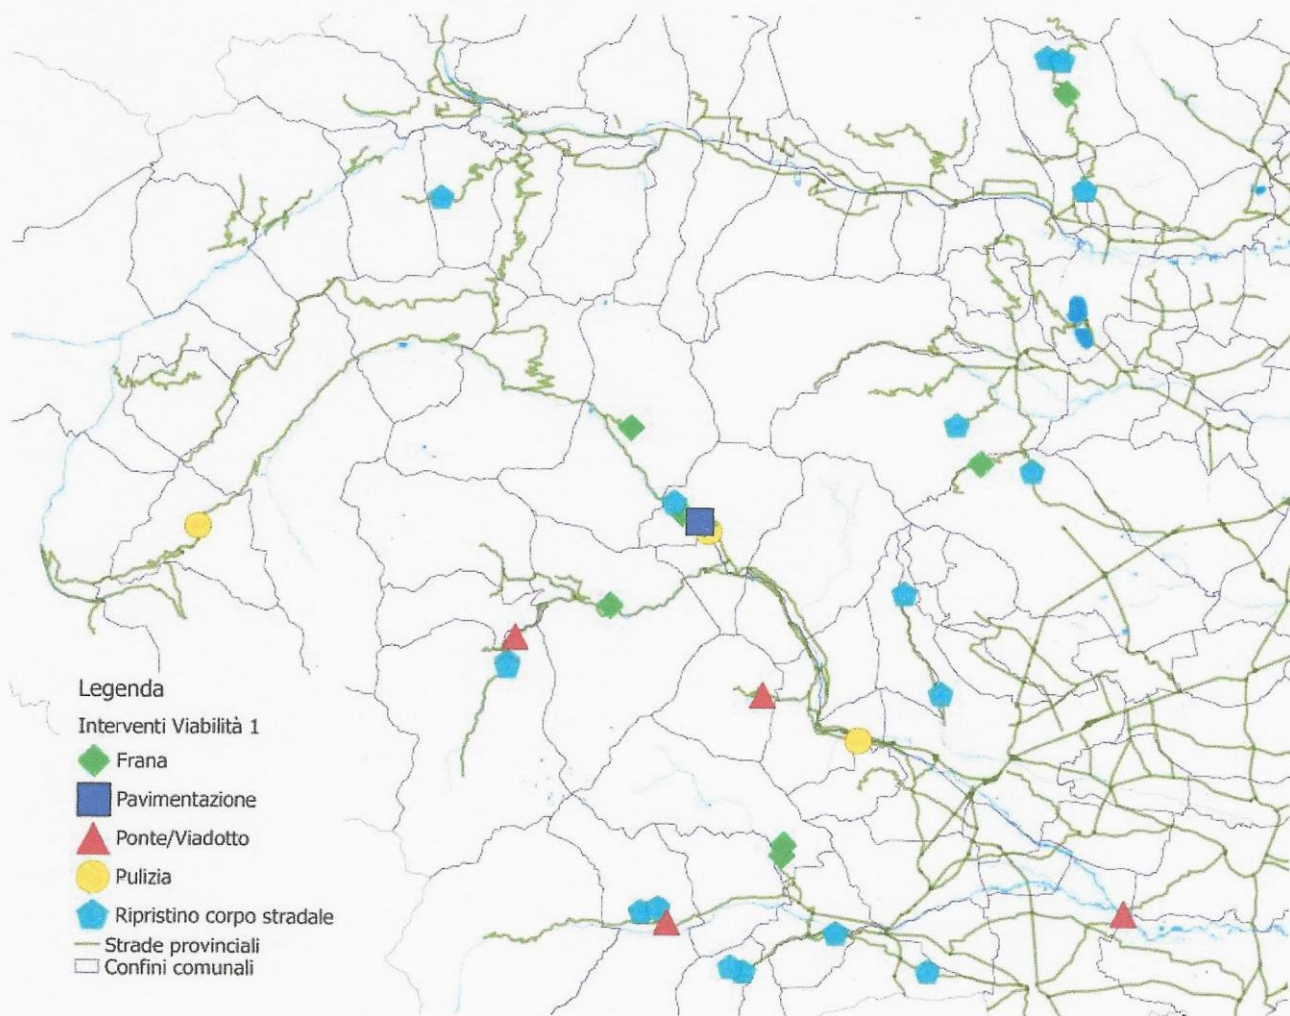 Legenda
Interventi Viabilità 1
Frana
Pavimentazione
Ponte/Viadotto
Pulizia
Ripristino corpo stradale
Strade provinciali
Confini comunali